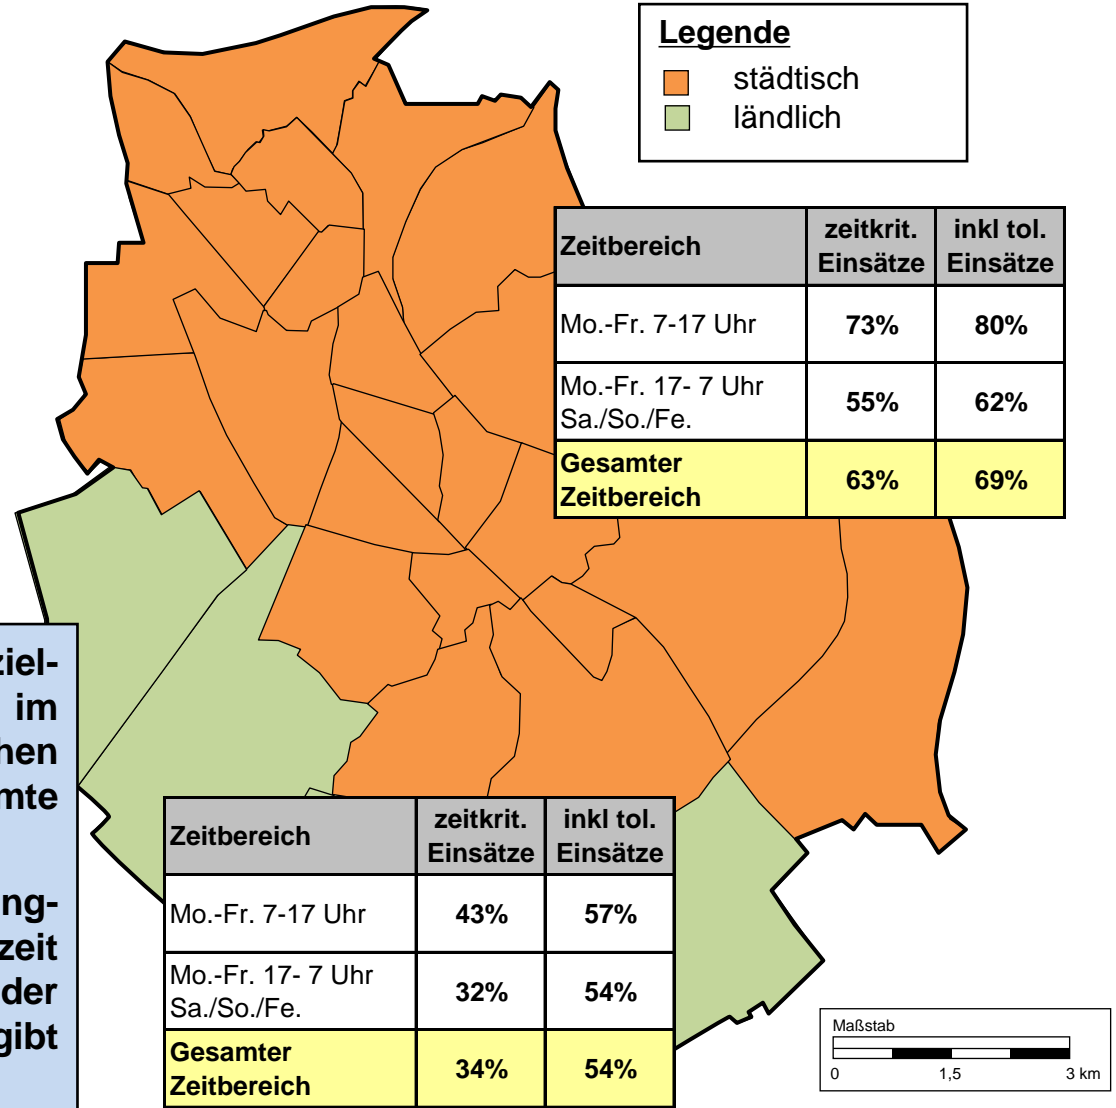 Legende
städtisch
ländlich
Zeitbereich zeitkrit. Einsätze inkl tol. Einsätze
Mo.-Fr. 7-17 Uhr 73% 80%
Mo.-Fr. 17- 7 Uhr
Sa./So./Fe. 55% 62%
Gesamter
Zeitbereich 63% 69%
ziel-
im
hen
mte
ng-
zeit
der
gibt
Zeitbereich zeitkrit. Einsätze inkl tol. Einsätze
Mo.-Fr. 7-17 Uhr 43% 57%
Mo.-Fr. 17- 7 Uhr
Sa./So./Fe. 32% 54%
Gesamter
Zeitbereich 34% 54%
Maßstab
0 1,5 3 km